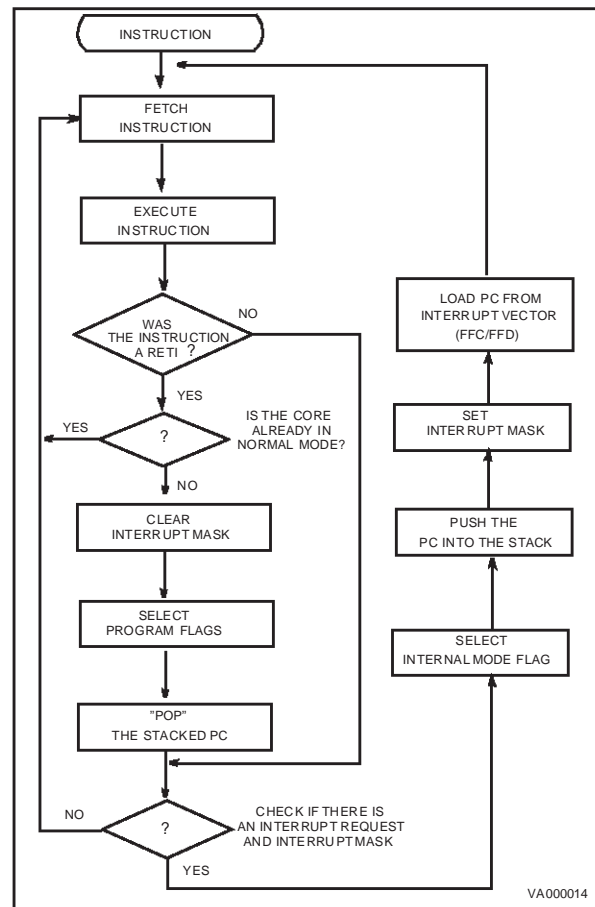 INSTRUCTION
FETCH
INSTRUCTION
EXECUTE
INSTRUCTION
WAS
THE INSTRUCTION
A RETI ?
NO
YES
?
IS THE CORE
ALREADY IN
NORMAL MODE?
YES
NO
CLEAR
INTERRUPT MASK
SELECT
PROGRAM FLAGS
"POP"
THE STACKED PC
?
CHECK IF THERE IS
AN INTERRUPT REQUEST
AND INTERRUPT MASK
NO
YES
LOAD PC FROM
INTERRUPT VECTOR
(FFC/FFD)
SET
INTERRUPT MASK
PUSH THE
PC INTO THE STACK
SELECT
INTERNAL MODE FLAG
VA000014